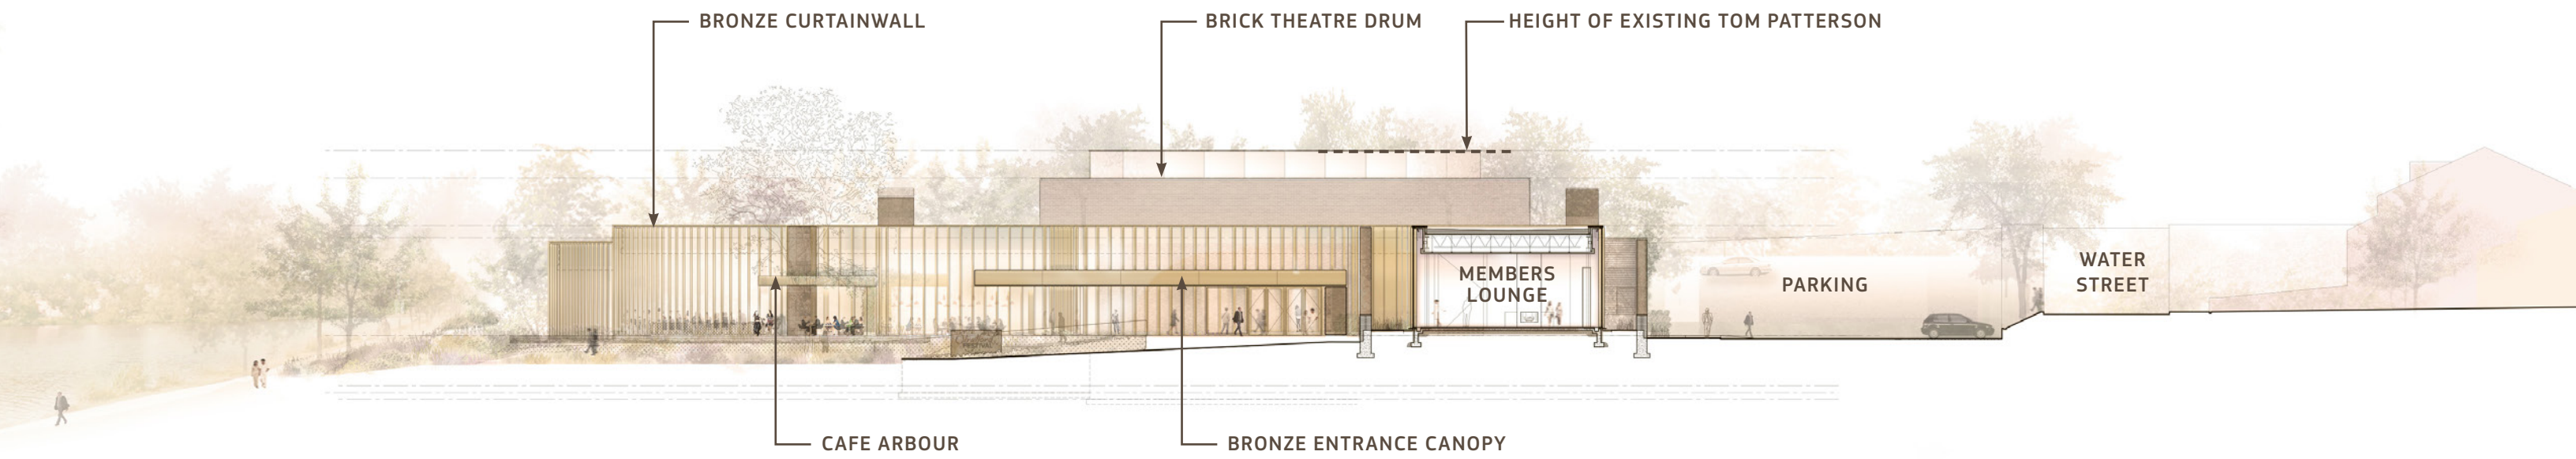 BRONZE CURTAINWALL
BRICK THEATRE DRUM
HEIGHT OF EXISTING TOM PATTERSON
MEMBERS
LOUNGE
PARKING
WATER
STREET
CAFE ARBOUR
BRONZE ENTRANCE CANOPY